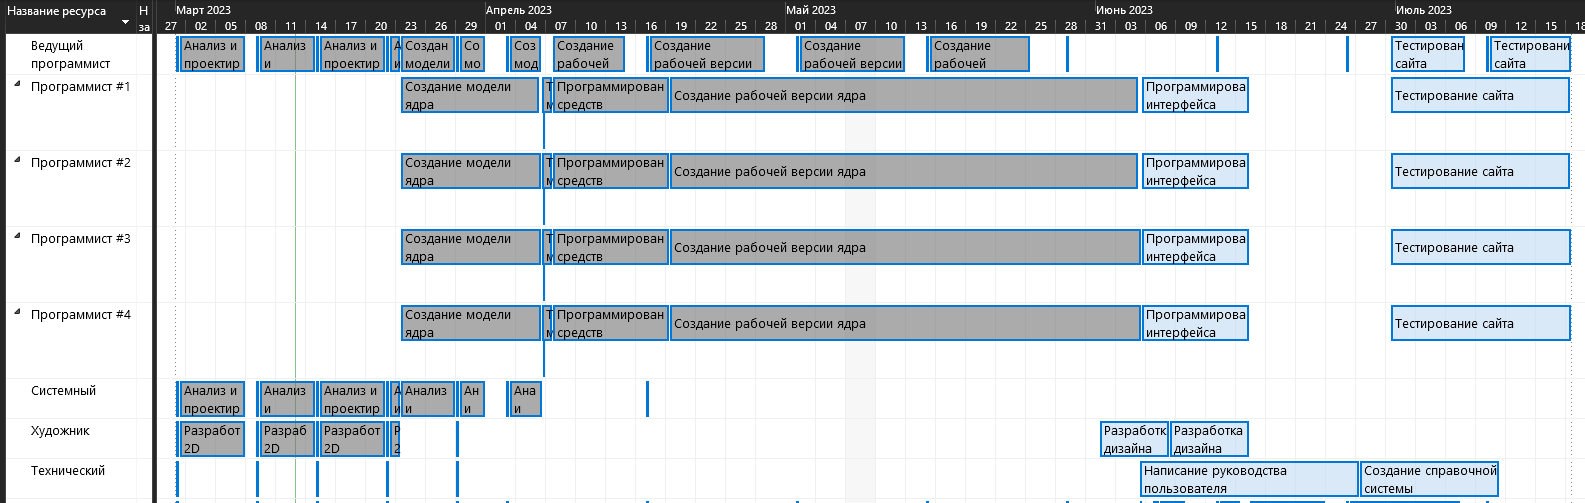 Название ресурса
Н
за
Март 2023
Апрель 2023
Май 2023
Июнь 2023
Июль 2023
27 02 05 08 11 14 17 20 23 26 29 01 04 07 10 13 16 19 22 25 28 01 04 07 10 13 16 19 22 25 28 31 03 06 09 12 15 18 21 24 27 30 03 06 09 12 15 18
Ведущий
программист
Анализ и
проектир
Анализ
и
Анализ и
проектир
А
и
Создан
модели
Со
мо
Соз
мод
Создание
рабочей
Создание
рабочей версии
Создание
рабочей версии
Создание
рабочей
Тестирован
сайта
Тестировани
сайта
Программист #1
Создание модели
ядра
Т
м
Программирован
средств
Создание рабочей версии ядра
Программирова
интерфейса
Тестирование сайта
Программист #2
Создание модели
ядра
Т
м
Программирован
средств
Создание рабочей версии ядра
Программирова
интерфейса
Тестирование сайта
Программист #3
Создание модели
ядра
Т
м
Программирован
средств
Создание рабочей версии ядра
Программирова
интерфейса
Тестирование сайта
Программист #4
Создание модели
ядра
Т
м
Программирован
средств
Создание рабочей версии ядра
Программирова
интерфейса
Тестирование сайта
Системный
Анализ и
проектир
Анализ
и
Анализ и
проектир
А
и
Анализ
и
Ан
и
Ана
и
Художник
Разработ
2D
Разраб
2D
Разработ
2D
Р
2
Разработк
дизайна
Разработка
дизайна
Технический
Написание руководства
пользователя
Создание справочной
системы